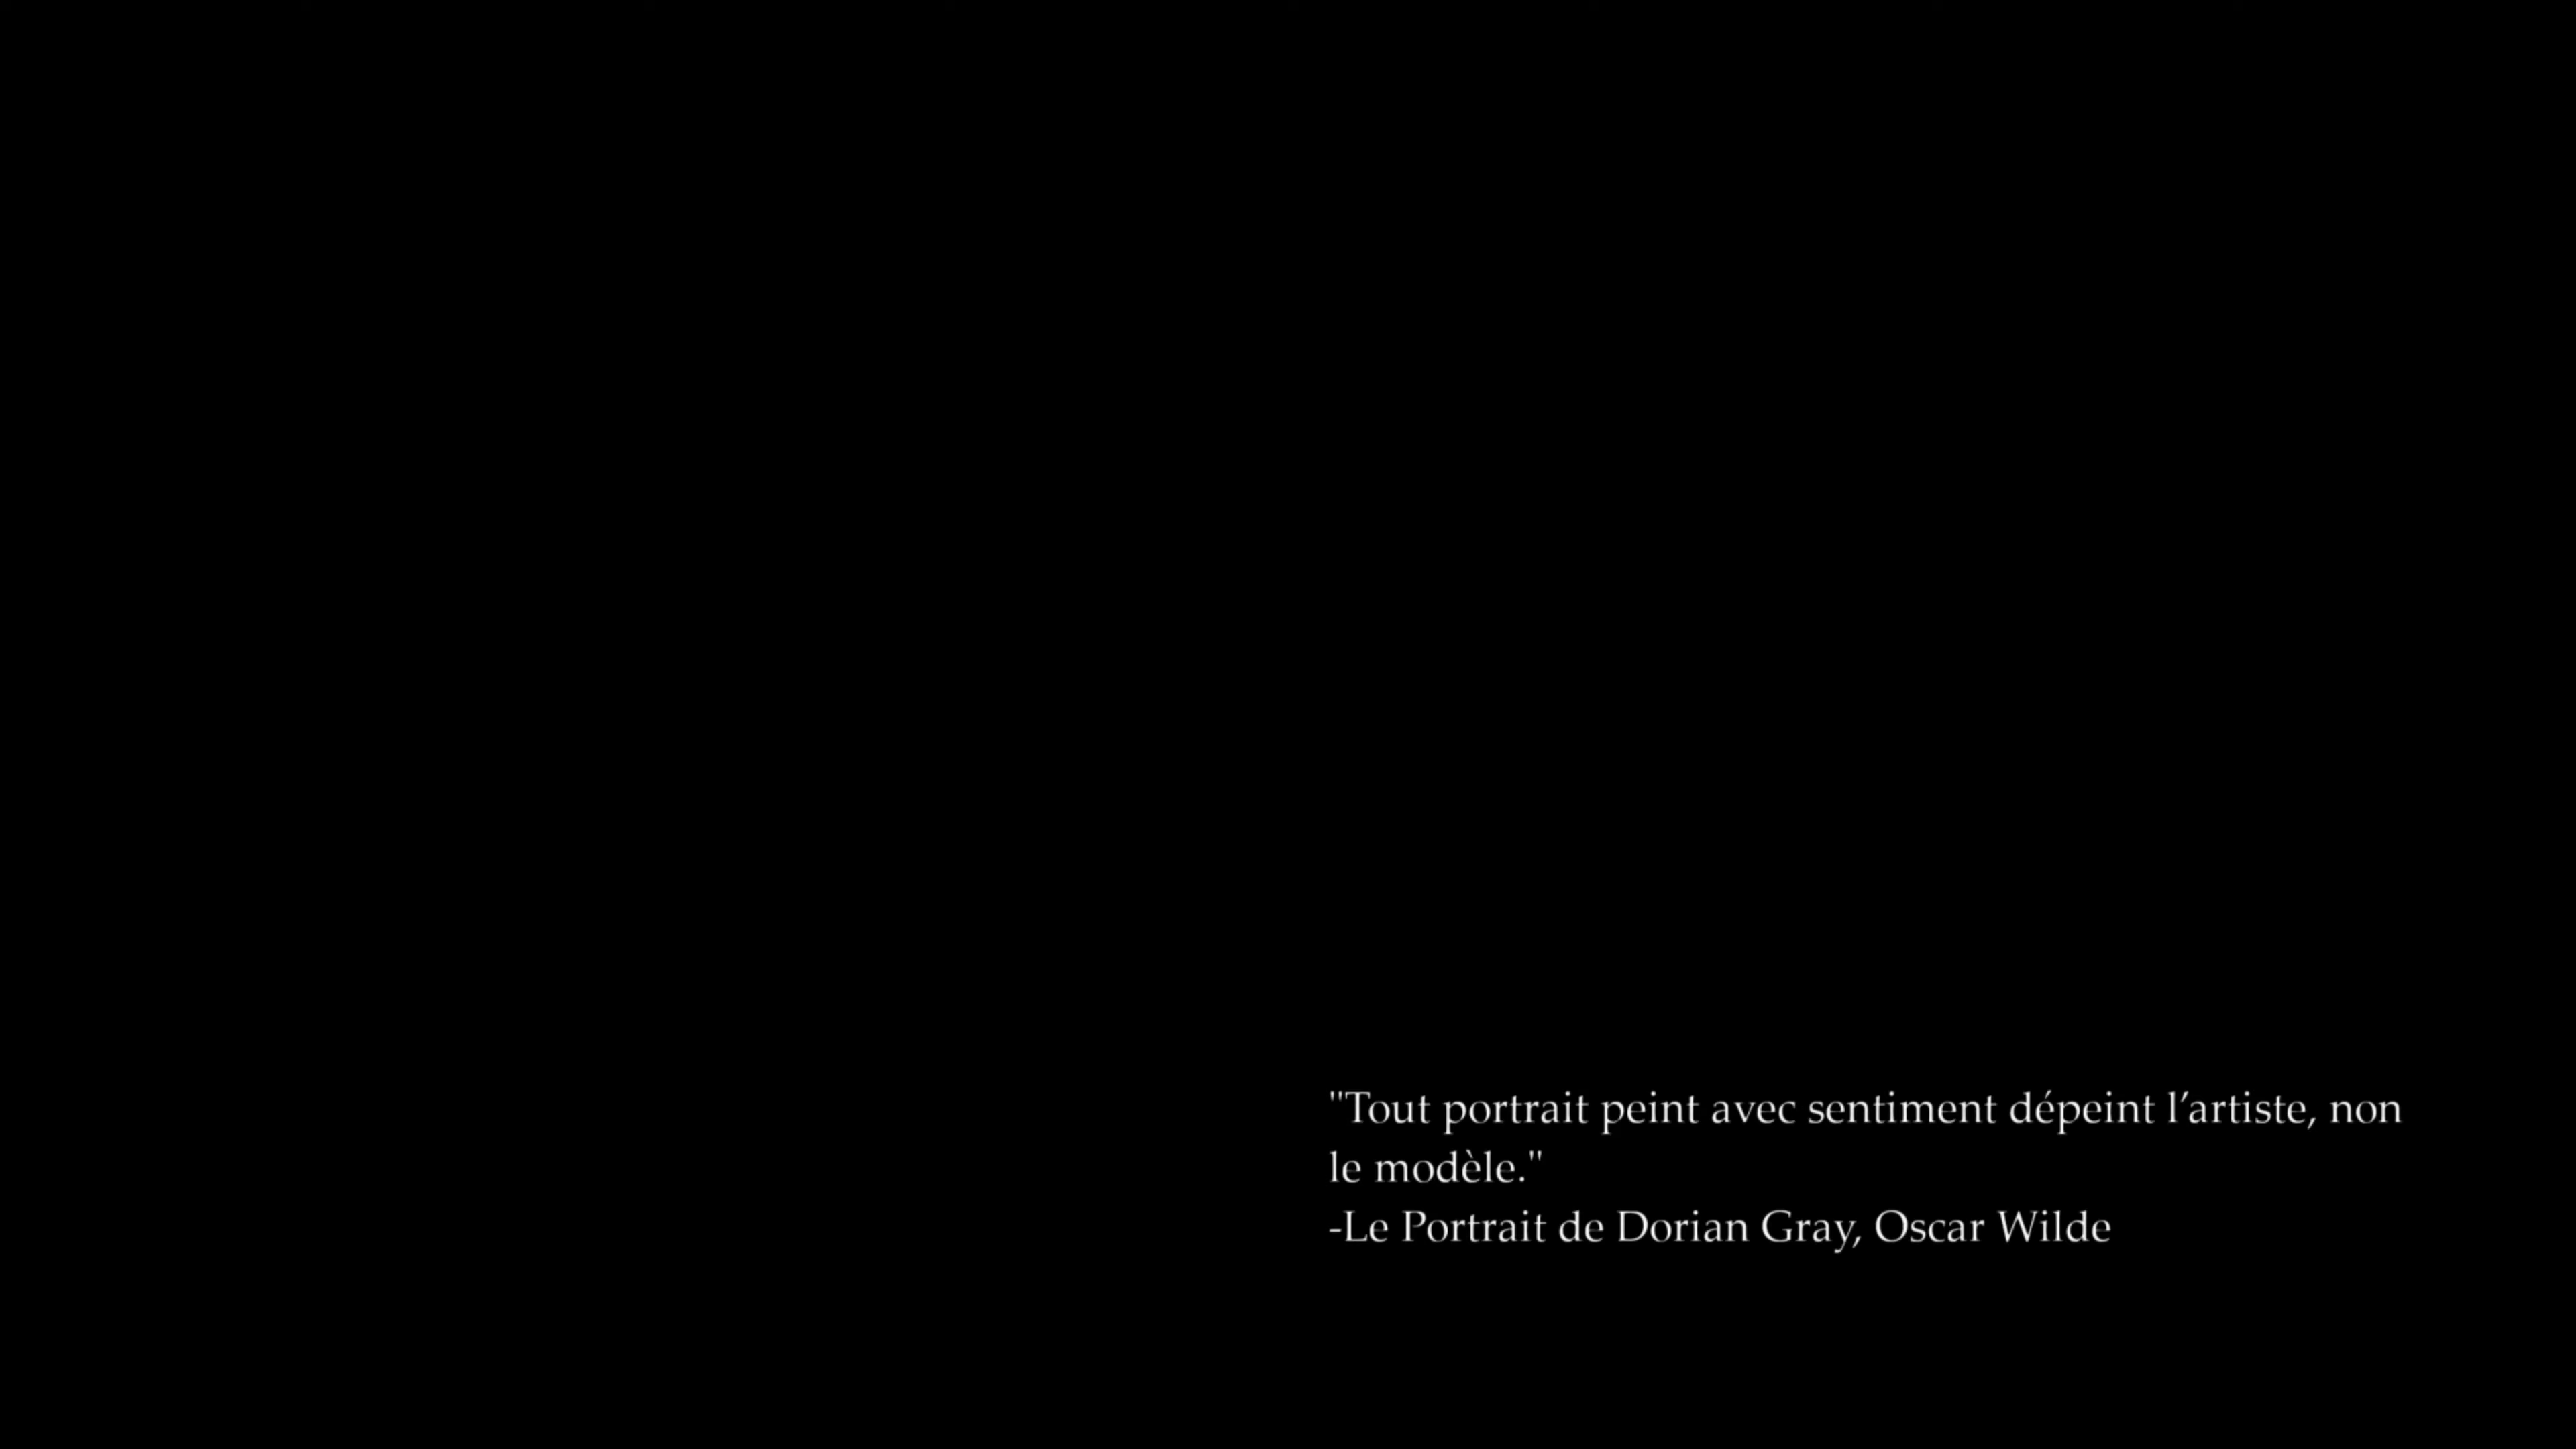 "Tout portrait peint avec sentiment dépeint l’artiste, non
le modèle."
-Le Portrait de Dorian Gray, Oscar Wilde